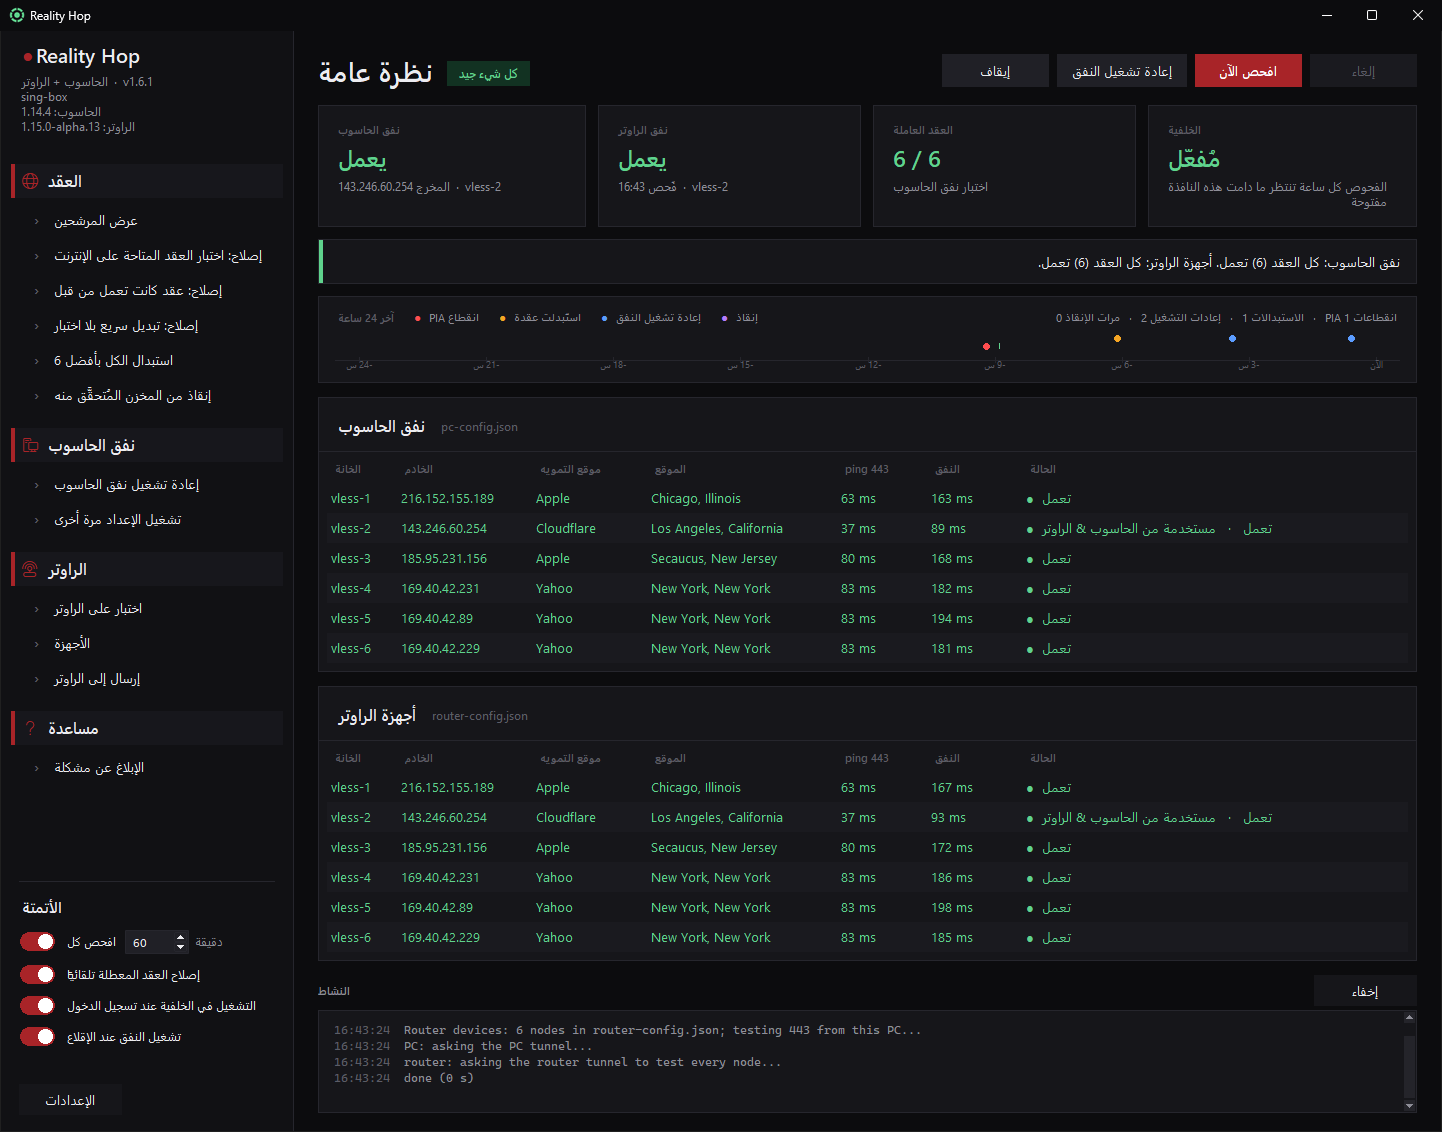 Reality Hop
Reality Hop
الحاسوب + الراوتر · v1.6.1
sing-box
الحاسوب: 1.14.4
الراوتر: 1.15.0-alpha.13
العقد
عرض المرشحين
إصلاح: اختبار العقد المتاحة على الإنترنت
إصلاح: عقد كانت تعمل من قبل
إصلاح: تبديل سريع بلا اختبار
استبدال الكل بأفضل 6
إنقاذ من المخزن المُتحقَّق منه
نفق الحاسوب
إعادة تشغيل نفق الحاسوب
تشغيل الإعداد مرة أخرى
الراوتر
اختبار على الراوتر
الأجهزة
إرسال إلى الراوتر
مساعدة
الإبلاغ عن مشكلة
الأتمتة
افحص كل 60 دقيقة
إصلاح العقد المعطلة تلقائيًا
التشغيل في الخلفية عند تسجيل الدخول
تشغيل النفق عند الإقلاع
الإعدادات
نظرة عامة
كل شيء جيد
إيقاف
إعادة تشغيل النفق
افحص الآن
إلغاء
نفق الحاسوب
يعمل
vless-2 · المخرج 143.246.60.254
نفق الراوتر
يعمل
vless-2 · فُحص 16:43
العقد العاملة
6 / 6
اختبار نفق الحاسوب
الخلفية
مُفعّل
الفحوص كل ساعة تنتظر ما دامت هذه النافذة
مفتوحة
نفق الحاسوب: كل العقد (6) تعمل. أجهزة الراوتر: كل العقد (6) تعمل.
آخر 24 ساعة
انقطاع PIA
استُبدلت عقدة
إعادة تشغيل النفق
إنقاذ
انقطاعات PIA 1 · الاستبدالات 1 · إعادات التشغيل 2 · مرات الإنقاذ 0
-24 س -21 س -18 س -15 س -12 س -9 س -6 س -3 س الآن
نفق الحاسوب pc-config.json
الخانة الخادم موقع التمويه الموقع ping 443 النفق الحالة
vless-1 216.152.155.189 Apple Chicago, Illinois 63 ms 163 ms تعمل
vless-2 143.246.60.254 Cloudflare Los Angeles, California 37 ms 89 ms تعمل · مستخدمة من الحاسوب & الراوتر
vless-3 185.95.231.156 Apple Secaucus, New Jersey 80 ms 168 ms تعمل
vless-4 169.40.42.231 Yahoo New York, New York 83 ms 182 ms تعمل
vless-5 169.40.42.89 Yahoo New York, New York 83 ms 194 ms تعمل
vless-6 169.40.42.229 Yahoo New York, New York 83 ms 181 ms تعمل
أجهزة الراوتر router-config.json
الخانة الخادم موقع التمويه الموقع ping 443 النفق الحالة
vless-1 216.152.155.189 Apple Chicago, Illinois 63 ms 167 ms تعمل
vless-2 143.246.60.254 Cloudflare Los Angeles, California 37 ms 93 ms تعمل · مستخدمة من الحاسوب & الراوتر
vless-3 185.95.231.156 Apple Secaucus, New Jersey 80 ms 172 ms تعمل
vless-4 169.40.42.231 Yahoo New York, New York 83 ms 186 ms تعمل
vless-5 169.40.42.89 Yahoo New York, New York 83 ms 198 ms تعمل
vless-6 169.40.42.229 Yahoo New York, New York 83 ms 185 ms تعمل
النشاط
إخفاء
16:43:24 Router devices: 6 nodes in router-config.json; testing 443 from this PC...
16:43:24 PC: asking the PC tunnel...
16:43:24 router: asking the router tunnel to test every node...
16:43:24 done (0 s)